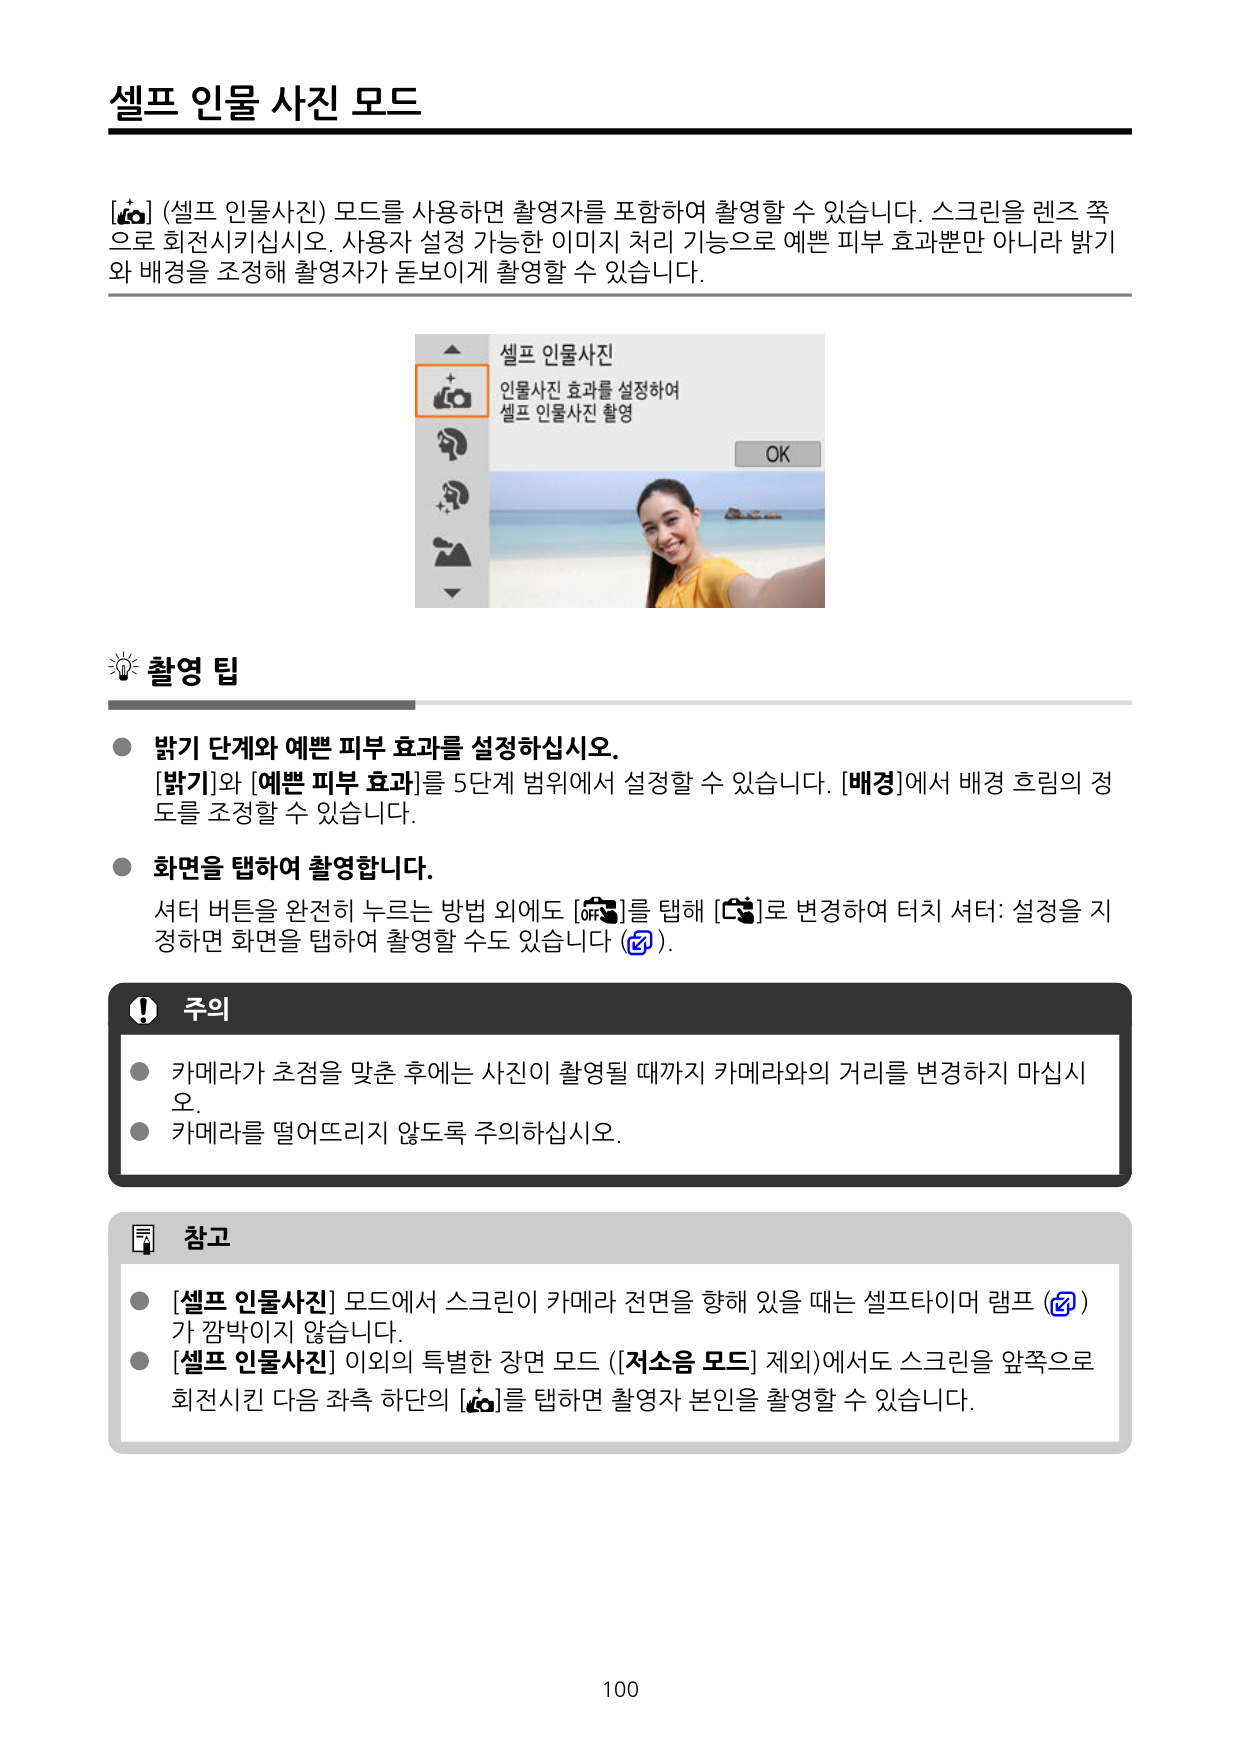 셀프 인물 사진 모드
[] (셀프 인물사진) 모드를 사용하면 촬영자를 포함하여 촬영할 수 있습니다. 스크린을 렌즈 쪽
으로 회전시키십시오. 사용자 설정 가능한 이미지 처리 기능으로 예쁜 피부 효과뿐만 아니라 밝기
와 배경을 조정해 촬영자가 돋보이게 촬영할 수 있습니다.
셀프 인물사진
인물사진 효과를 설정하여
셀프 인물사진 촬영
OK
촬영 팁
● 밝기 단계와 예쁜 피부 효과를 설정하십시오.
[밝기]와 [예쁜 피부 효과]를 5단계 범위에서 설정할 수 있습니다. [배경]에서 배경 흐림의 정
도를 조정할 수 있습니다.
● 화면을 탭하여 촬영합니다.
셔터 버튼을 완전히 누르는 방법 외에도 [OFF]를 탭해 []로 변경하여 터치 셔터: 설정을 지
정하면 화면을 탭하여 촬영할 수도 있습니다 ().
주의
● 카메라가 초점을 맞춘 후에는 사진이 촬영될 때까지 카메라와의 거리를 변경하지 마십시
오.
● 카메라를 떨어뜨리지 않도록 주의하십시오.
참고
● [셀프 인물사진] 모드에서 스크린이 카메라 전면을 향해 있을 때는 셀프타이머 램프 ()
가 깜박이지 않습니다.
● [셀프 인물사진] 이외의 특별한 장면 모드 ([저소음 모드] 제외)에서도 스크린을 앞쪽으로
회전시킨 다음 좌측 하단의 []를 탭하면 촬영자 본인을 촬영할 수 있습니다.
100